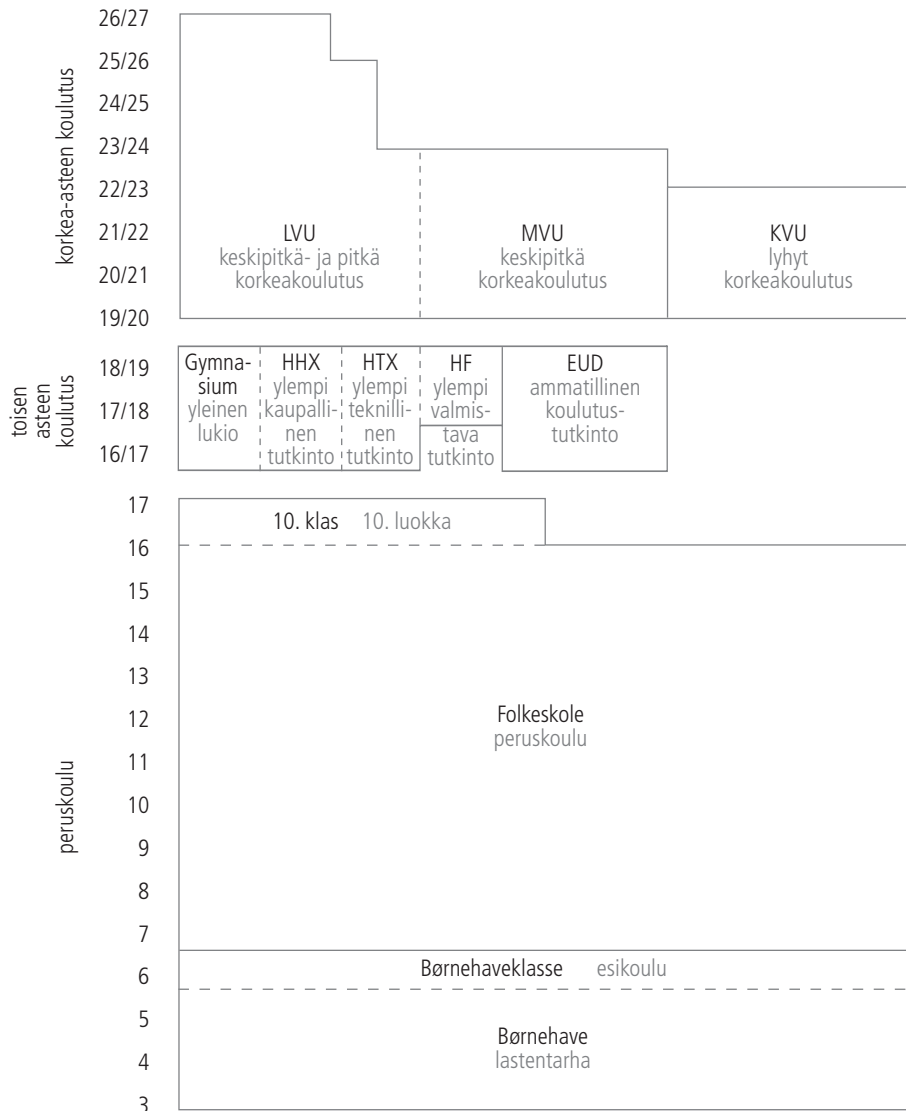 26/27
25/26
24/25
23/24
22/23
21/22
20/21
19/20
korkea-asteen koulutus
LVU
keskipitkä- ja pitkä
korkeakoulutus
MVU
keskipitkä
korkeakoulutus
KVU
lyhyt
korkeakoulutus
18/19
17/18
16/17
toisen
asteen
koulutus
Gymna-
sium
yleinen
lukio
HHX
ylempi
kaupalli-
nen
tutkinto
HTX
ylempi
teknilli-
nen
tutkinto
HF
ylempi
valmis-
tava
tutkinto
EUD
ammatillinen
koulutus-
tutkinto
17
16
15
14
13
12
11
10
9
8
7
6
5
4
3
peruskoulu
10. klas 10. luokka
Folkeskole
peruskoulu
Børnehaveklasse esikoulu
Børnehave
lastentarha